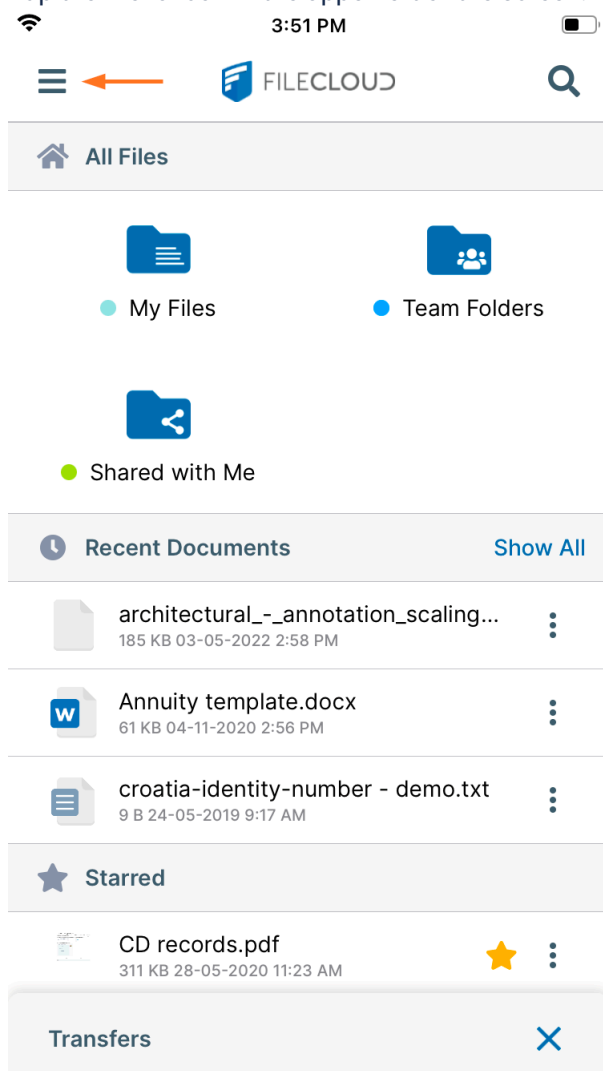 3:51 PM
FILECLOUD
All Files
My Files
Team Folders
Shared with Me
Recent Documents
Show All
architectural_-_annotation_scaling...
185 KB 03-05-2022 2:58 PM
W
Annuity template.docx
61 KB 04-11-2020 2:56 PM
croatia-identity-number - demo.txt
9 B 24-05-2019 9:17 AM
Starred
CD records.pdf
311 KB 28-05-2020 11:23 AM
Transfers